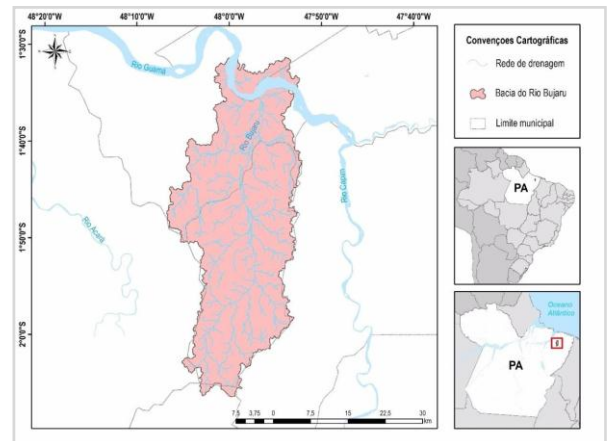 48°20'0"W 48°10'0"W 48°0'0"W 47°50'0"W 47°40'0"W
1°30'0"S
1°40'0"S
1°50'0"S
2°0'0"S
Rio Guamá
Rio Bujaru
Rio Capim
Rio Acará
7,5 3,75 0 7,5 15 22,5 30
km
Convençoes Cartográficas
Rede de drenagem
Bacia do Rio Bujaru
Limite municipal
PA
Oceano
Atlântico
PA